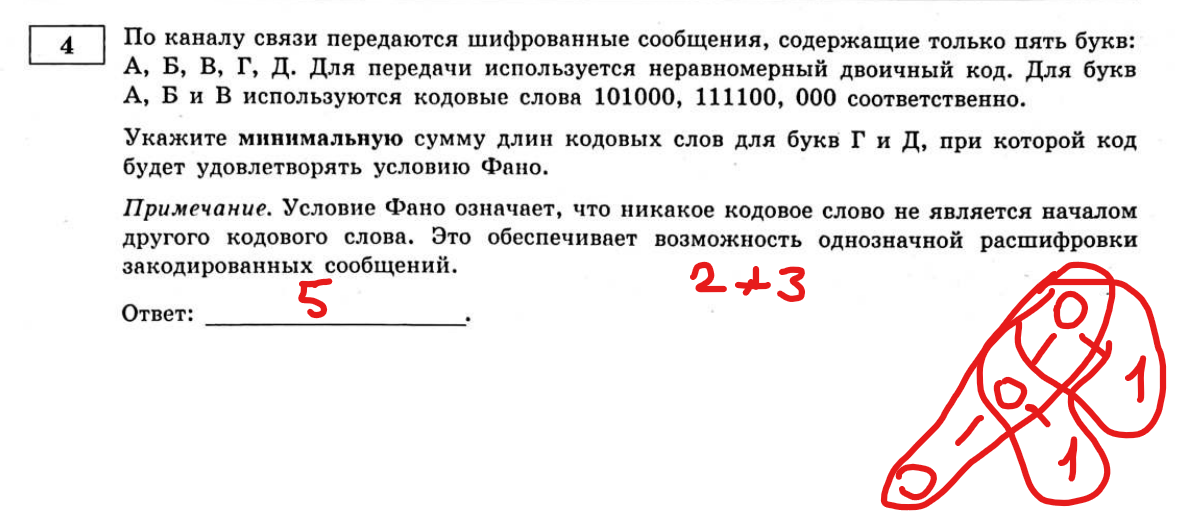 4
По каналу связи передаются шифрованные сообщения, содержащие только пять букв:
А, Б, В, Г, Д. Для передачи используется неравномерный двоичный код. Для букв
А, Б и В используются кодовые слова 101000, 111100, 000 соответственно.
Укажите минимальную сумму длин кодовых слов для букв Г и Д, при которой код
будет удовлетворять условию Фано.
Примечание. Условие Фано означает, что никакое кодовое слово не является началом
другого кодового слова. Это обеспечивает возможность однозначной расшифровки
закодированных сообщений.
2+3
Ответ: 5.
0
1
0
1
0